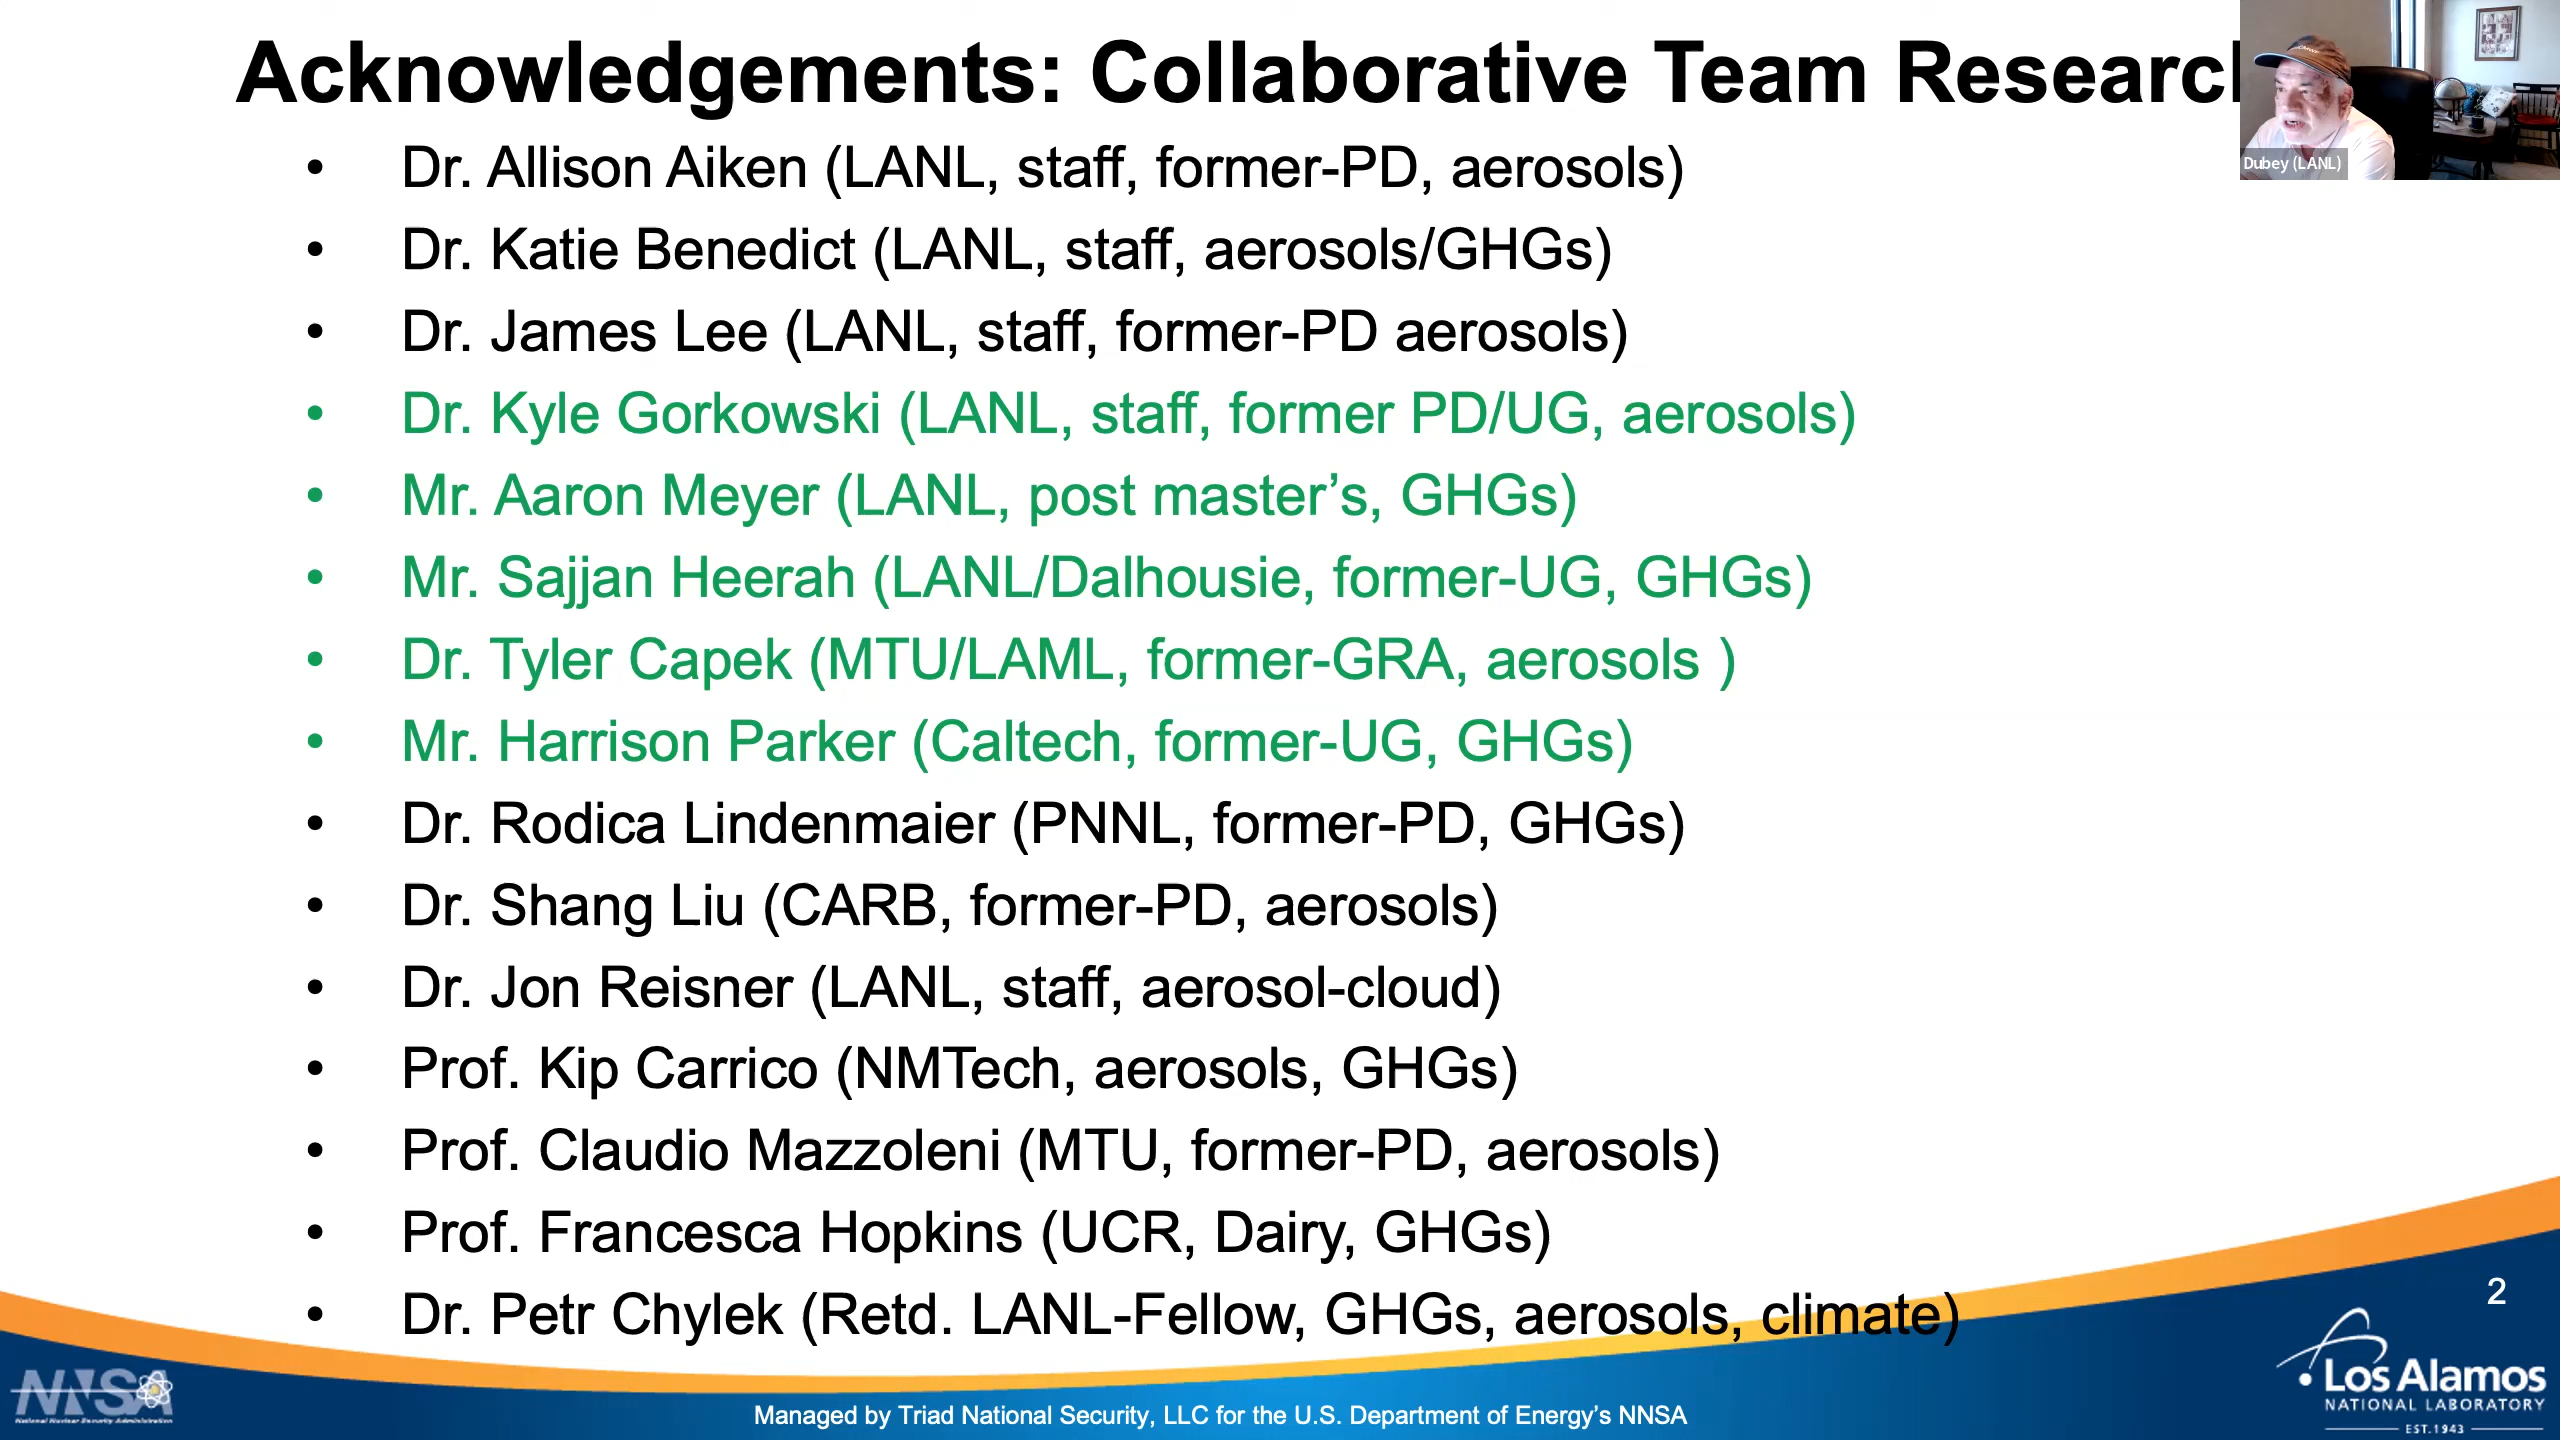 Acknowledgements: Collaborative Team Research
Dubey (LANL)
• Dr. Allison Aiken (LANL, staff, former-PD, aerosols)
• Dr. Katie Benedict (LANL, staff, aerosols/GHGs)
• Dr. James Lee (LANL, staff, former-PD aerosols)
• Dr. Kyle Gorkowski (LANL, staff, former PD/UG, aerosols)
• Mr. Aaron Meyer (LANL, post master’s, GHGs)
• Mr. Sajjan Heerah (LANL/Dalhousie, former-UG, GHGs)
• Dr. Tyler Capek (MTU/LAML, former-GRA, aerosols )
• Mr. Harrison Parker (Caltech, former-UG, GHGs)
• Dr. Rodica Lindenmaier (PNNL, former-PD, GHGs)
• Dr. Shang Liu (CARB, former-PD, aerosols)
• Dr. Jon Reisner (LANL, staff, aerosol-cloud)
• Prof. Kip Carrico (NMTech, aerosols, GHGs)
• Prof. Claudio Mazzoleni (MTU, former-PD, aerosols)
• Prof. Francesca Hopkins (UCR, Dairy, GHGs)
• Dr. Petr Chylek (Retd. LANL-Fellow, GHGs, aerosols, climate)
2
NNSA
National Nuclear Security Administration
Managed by Triad National Security, LLC for the U.S. Department of Energy’s NNSA
Los Alamos
NATIONAL LABORATORY
EST.1943